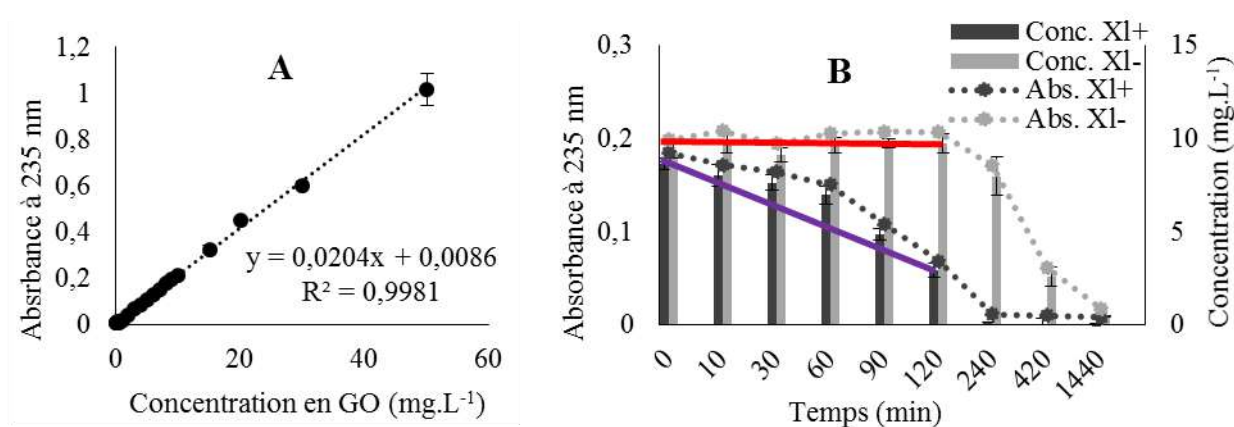 A
1,2
1
0,8
0,6
0,4
0,2
0
Absrbance à 235 nm
y = 0,0204x + 0,0086
R² = 0,9981
0 20 40 60
Concentration en GO (mg.L⁻¹)
B
Conc. Xl+
Conc. Xl-
Abs. Xl+
Abs. Xl-
0,3
0,2
0,1
0
Absorbance à 235 nm
15
10
5
0
Concentration (mg.L⁻¹)
0 10 30 60 90 120 240 420 1440
Temps (min)